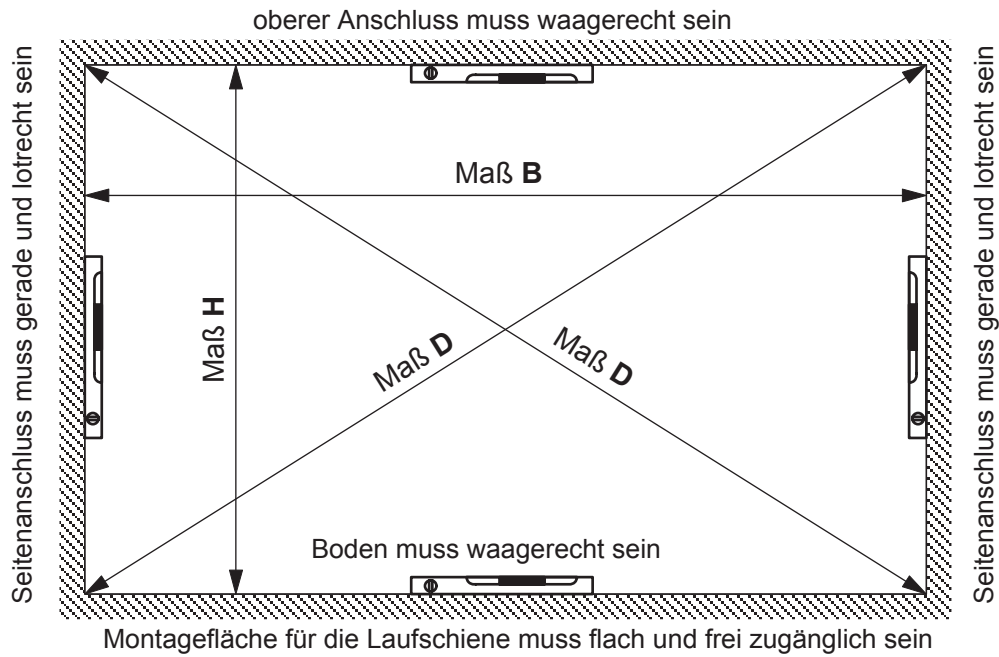 oberer Anschluss muss waagerecht sein
Seitenanschluss muss gerade und lotrecht sein
Seitenanschluss muss gerade und lotrecht sein
Maß B
Maß H
Maß D
Maß D
Boden muss waagerecht sein
Montagefläche für die Laufschiene muss flach und frei zugänglich sein